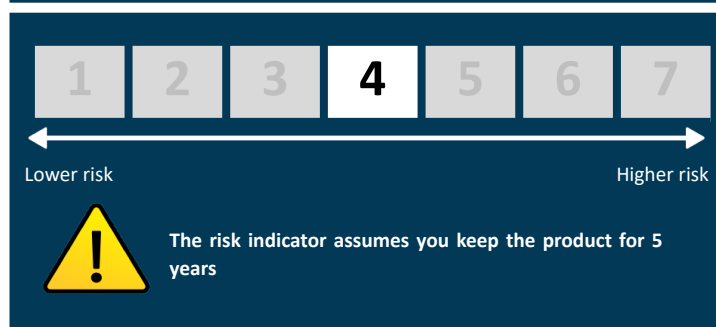 1 2 3 4 5 6 7
Lower risk Higher risk
!
The risk indicator assumes you keep the product for 5
years